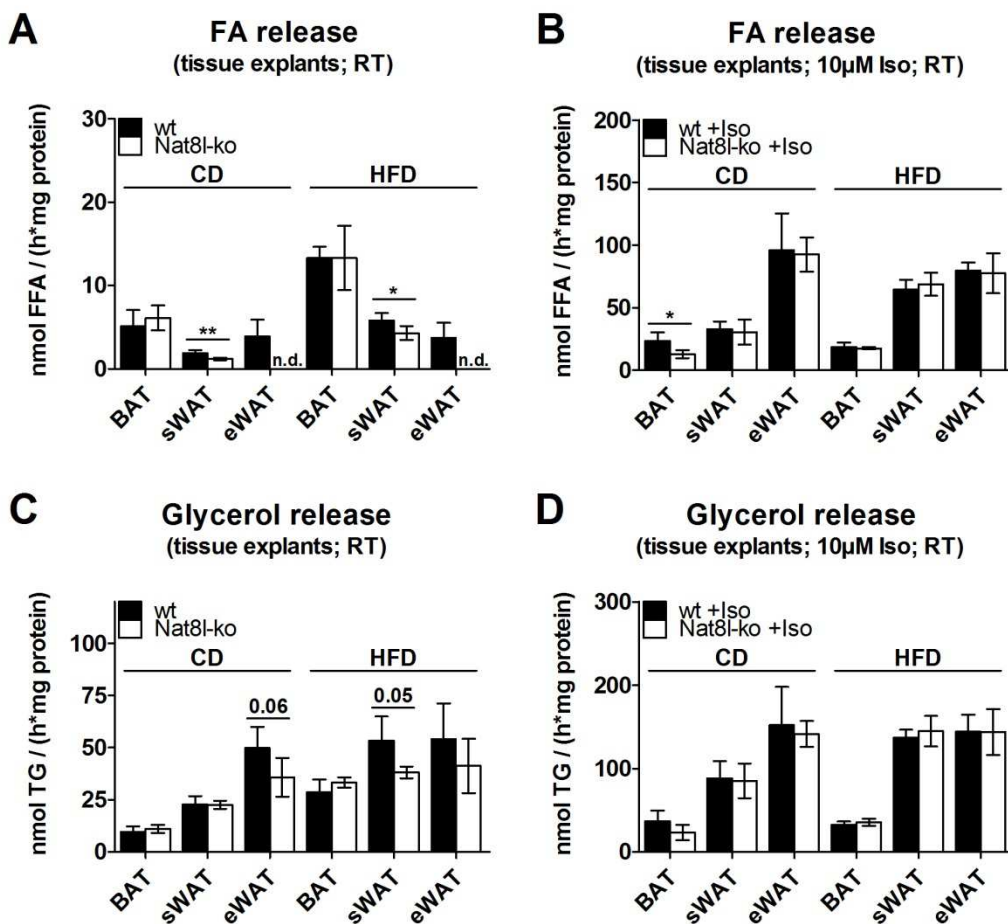 A
FA release
(tissue explants; RT)
nmol FFA / (h*mg protein)
30
20
10
0
wt
Nat8l-ko
CD
HFD
**
n.d.
*
n.d.
BAT
sWAT
eWAT
BAT
sWAT
eWAT
B
FA release
(tissue explants; 10µM Iso; RT)
nmol FFA / (h*mg protein)
200
150
100
50
0
wt +Iso
Nat8l-ko +Iso
CD
HFD
*
BAT
sWAT
eWAT
BAT
sWAT
eWAT
C
Glycerol release
(tissue explants; RT)
nmol TG / (h*mg protein)
100
75
50
25
0
wt
Nat8l-ko
CD
HFD
0.06
0.05
BAT
sWAT
eWAT
BAT
sWAT
eWAT
D
Glycerol release
(tissue explants; 10µM Iso; RT)
nmol TG / (h*mg protein)
300
200
100
0
wt +Iso
Nat8l-ko +Iso
CD
HFD
BAT
sWAT
eWAT
BAT
sWAT
eWAT